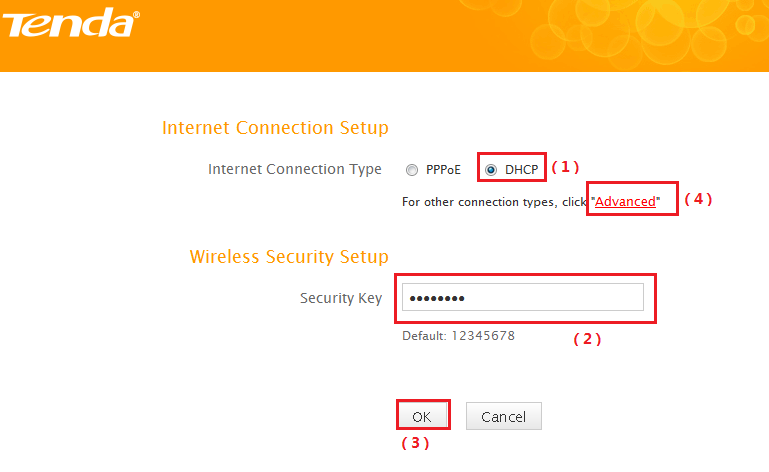 Tenda®
Internet Connection Setup
Internet Connection Type PPPoE DHCP (1)
For other connection types, click "Advanced" (4)
Wireless Security Setup
Security Key ••••••••
Default: 12345678 (2)
OK Cancel
(3)